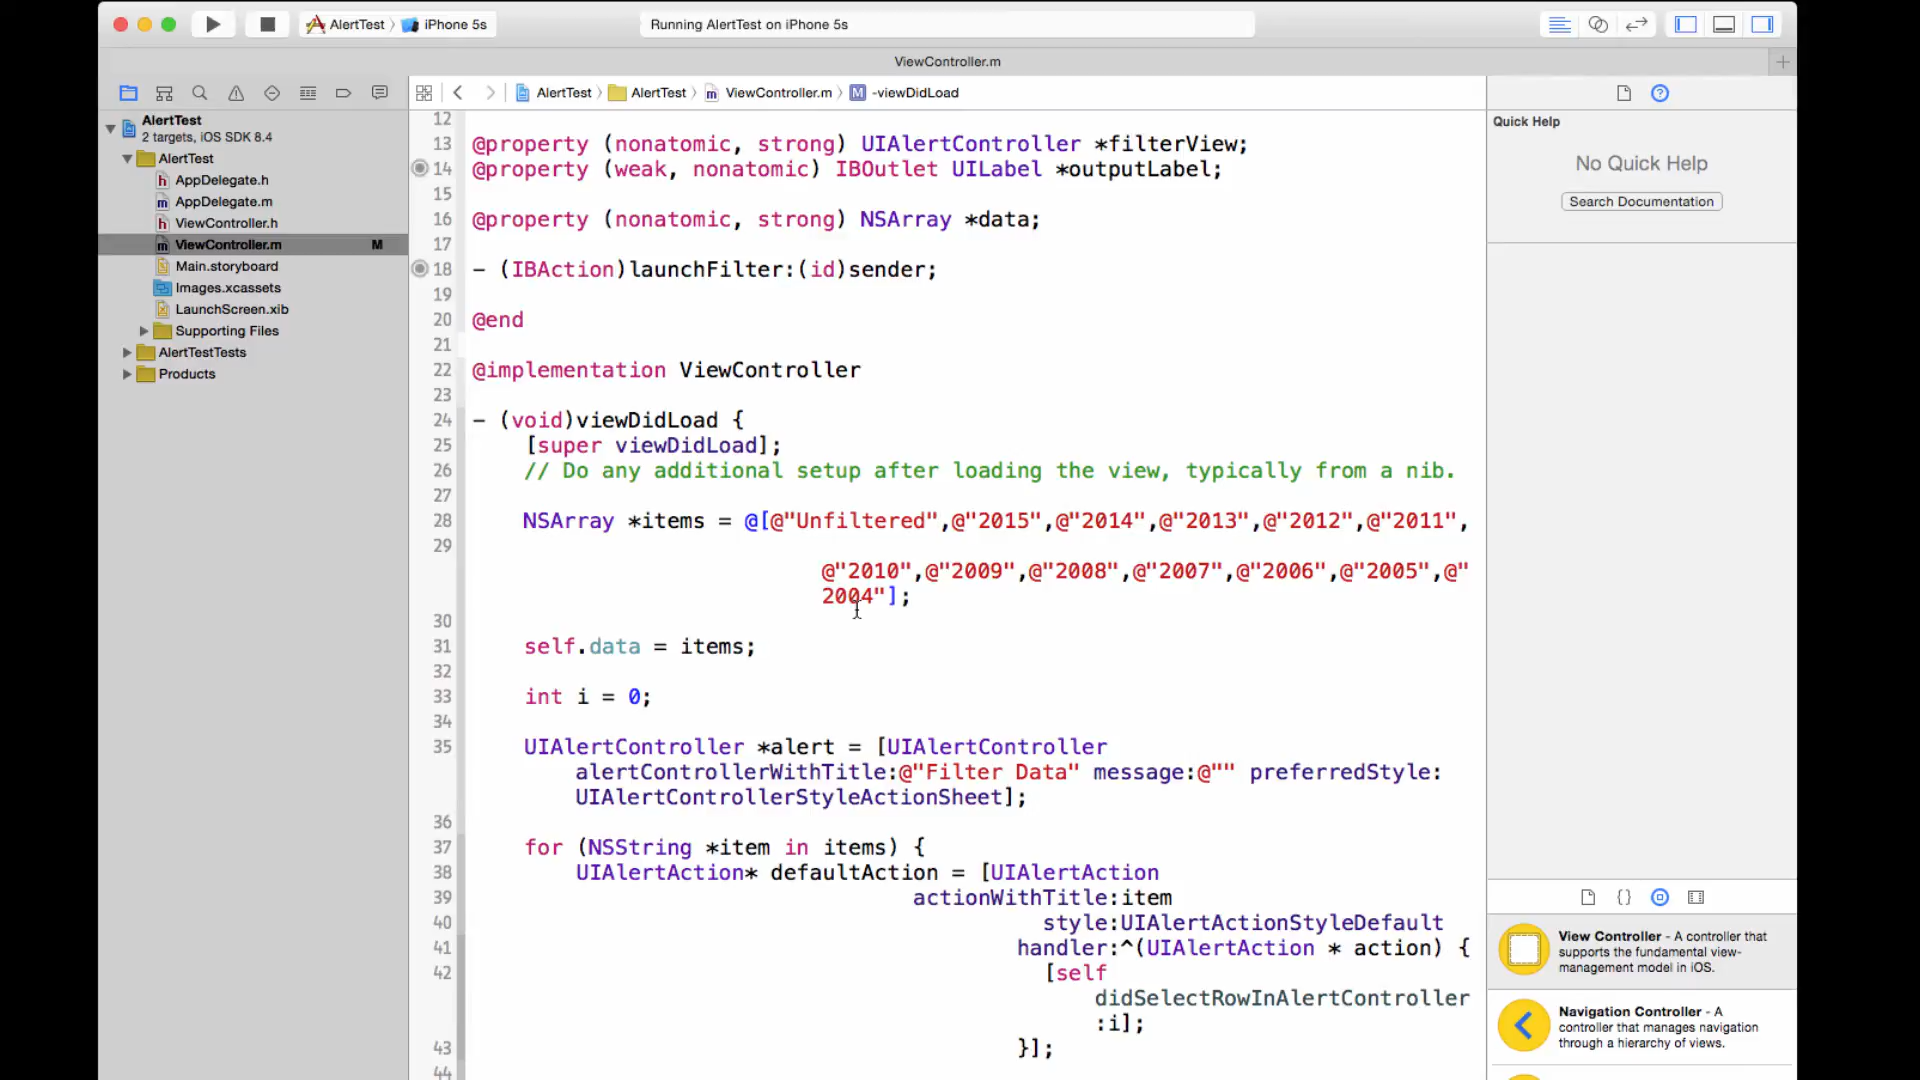 AlertTest iPhone 5s
Running AlertTest on iPhone 5s
ViewController.m
AlertTest AlertTest ViewController.m M -viewDidLoad
AlertTest
2 targets, iOS SDK 8.4
AlertTest
h AppDelegate.h
m AppDelegate.m
h ViewController.h
m ViewController.m M
Main.storyboard
Images.xcassets
LaunchScreen.xib
Supporting Files
AlertTestTests
Products
12
13 @property (nonatomic, strong) UIAlertController *filterView;
14 @property (weak, nonatomic) IBOutlet UILabel *outputLabel;
15
16 @property (nonatomic, strong) NSArray *data;
17
18 - (IBAction)launchFilter:(id)sender;
19
20 @end
21
22 @implementation ViewController
23
24 - (void)viewDidLoad {
25 [super viewDidLoad];
26 // Do any additional setup after loading the view, typically from a nib.
27
28 NSArray *items = @[@"Unfiltered",@"2015",@"2014",@"2013",@"2012",@"2011",
29
@"2010",@"2009",@"2008",@"2007",@"2006",@"2005",@"
2004"];
30
31 self.data = items;
32
33 int i = 0;
34
35 UIAlertController *alert = [UIAlertController
alertControllerWithTitle:@"Filter Data" message:@"" preferredStyle:
UIAlertControllerStyleActionSheet];
36
37 for (NSString *item in items) {
38 UIAlertAction* defaultAction = [UIAlertAction
39 actionWithTitle:item
40 style:UIAlertActionStyleDefault
41 handler:^(UIAlertAction * action) {
42 [self
didSelectRowInAlertController
:i];
43 }];
44
Quick Help
No Quick Help
Search Documentation
View Controller - A controller that
supports the fundamental view-
management model in iOS.
Navigation Controller - A
controller that manages navigation
through a hierarchy of views.